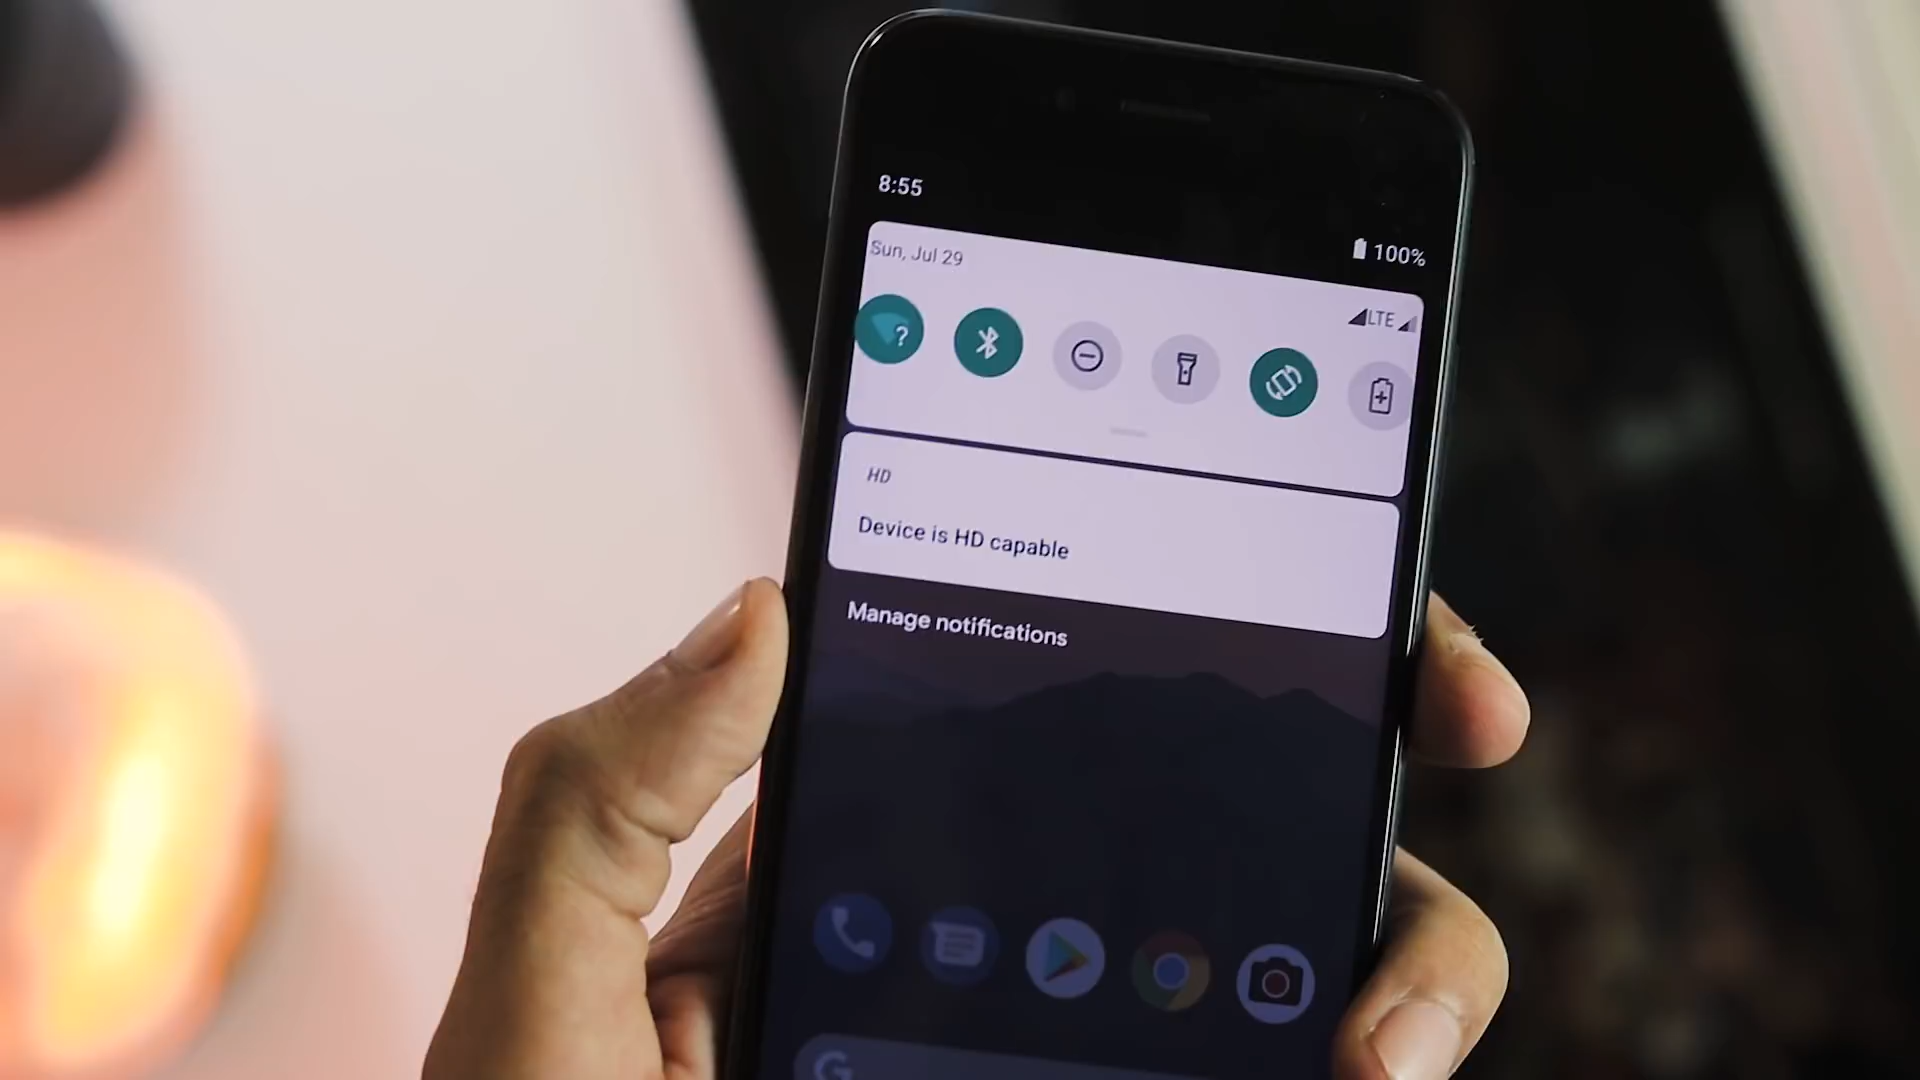 8:55
100%
Sun, Jul 29
LTE
?
HD
Device is HD capable
Manage notifications
G